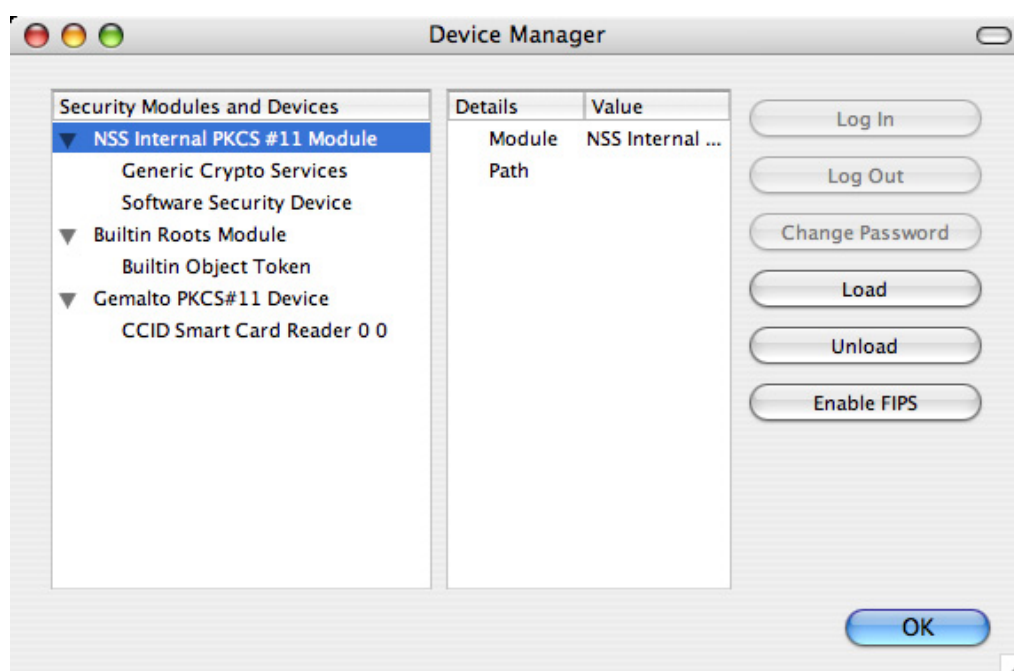 Device Manager
Security Modules and Devices
NSS Internal PKCS #11 Module
Generic Crypto Services
Software Security Device
Builtin Roots Module
Builtin Object Token
Gemalto PKCS#11 Device
CCID Smart Card Reader 0 0
Details Value
Module NSS Internal ...
Path
Log In
Log Out
Change Password
Load
Unload
Enable FIPS
OK